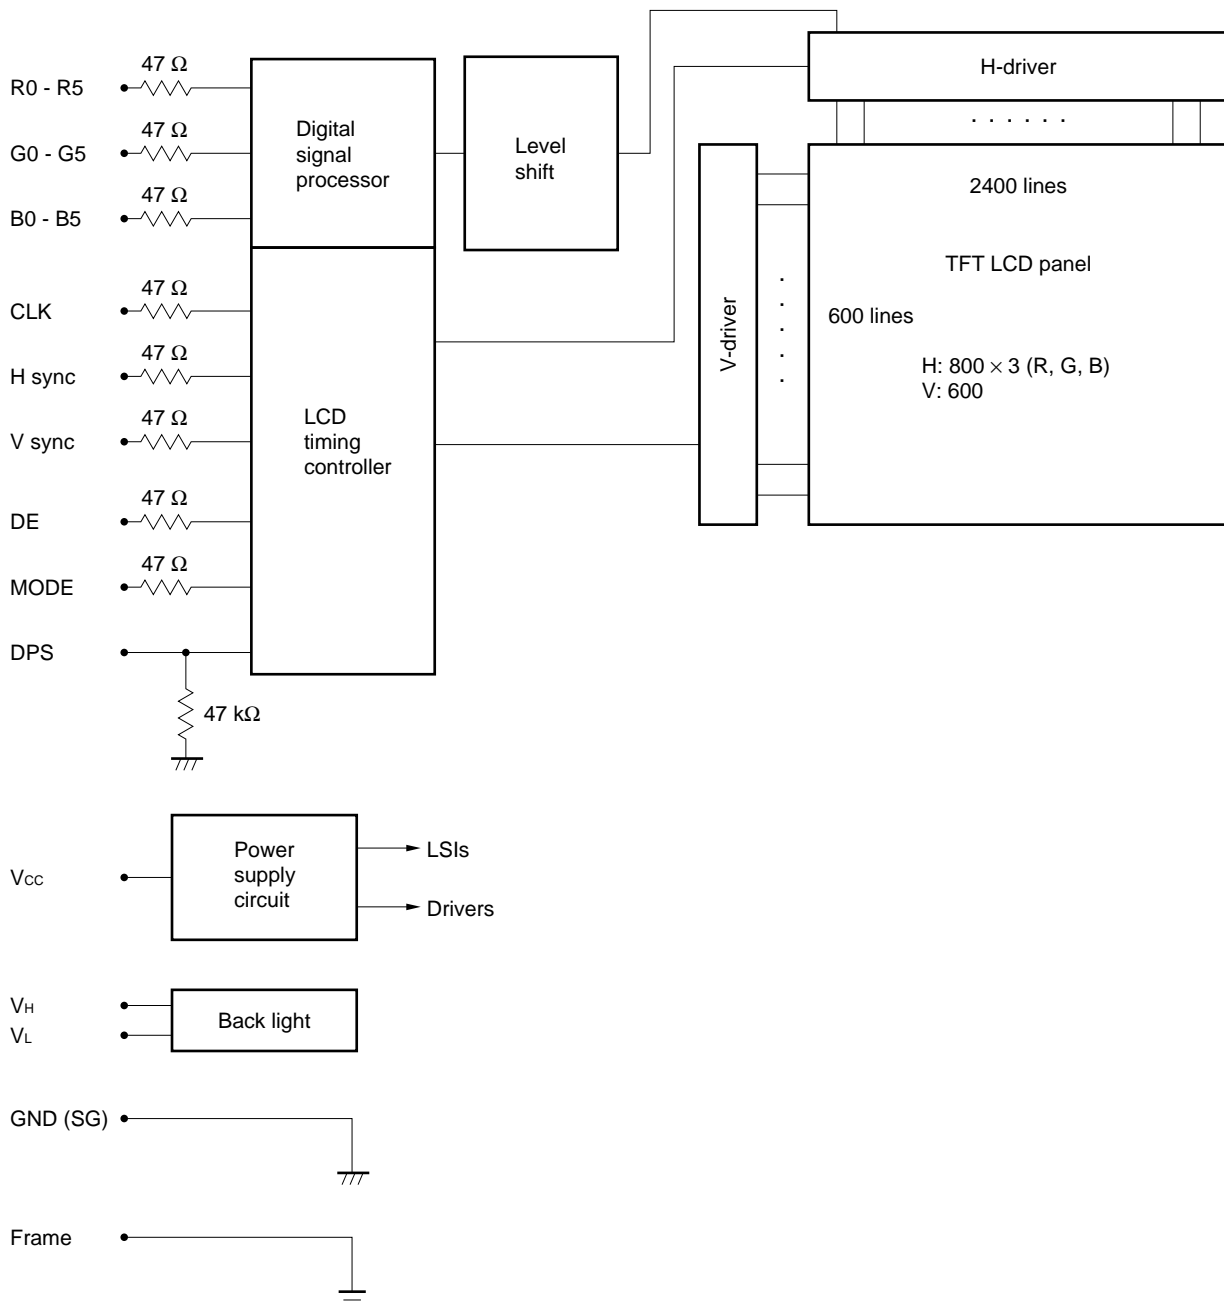 47 Ω
R0 - R5
H-driver
47 Ω
G0 - G5
Digital
signal
processor
Level
shift
47 Ω
B0 - B5
. . . . . .
2400 lines
TFT LCD panel
600 lines
H: 800 × 3 (R, G, B)
V: 600
V-driver
47 Ω
CLK
47 Ω
H sync
47 Ω
V sync
LCD
timing
controller
47 Ω
DE
47 Ω
MODE
DPS
47 kΩ
VCC
Power
supply
circuit
LSIs
Drivers
VH
VL
Back light
GND (SG)
Frame